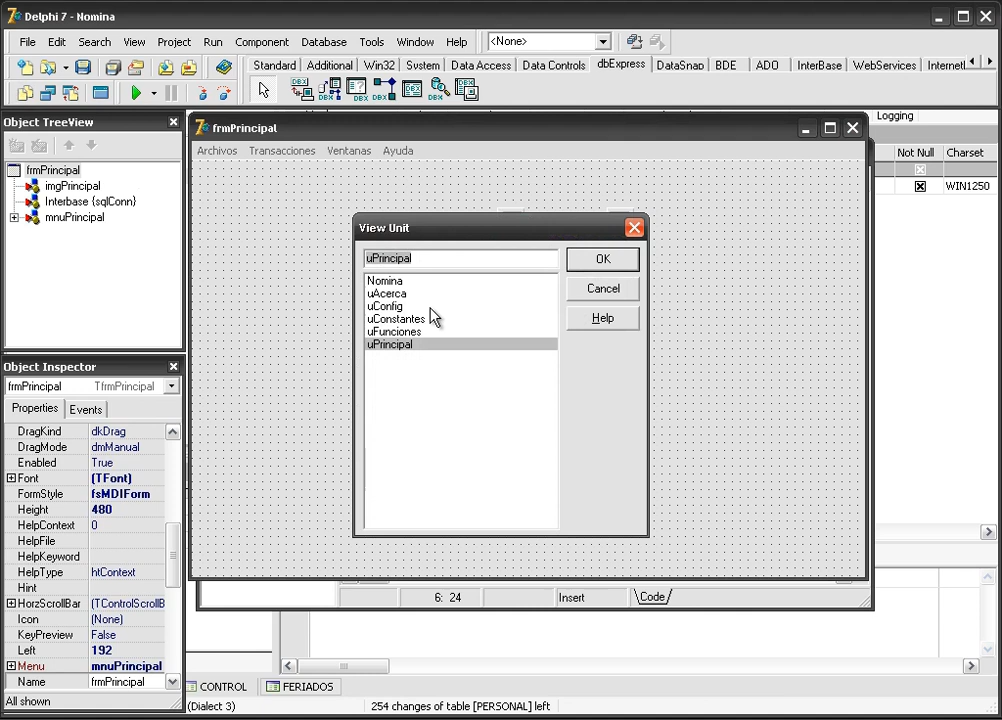 Delphi 7 - Nomina
File Edit Search View Project Run Component Database Tools Window Help <None>
Standard Additional Win32 System Data Access Data Controls dbExpress DataSnap BDE ADO InterBase WebServices InternetE
Object TreeView
frmPrincipal
imgPrincipal
Interbase {sqlConn}
mnuPrincipal
frmPrincipal
Archivos Transacciones Ventanas Ayuda
Logging
Not Null Charset
WIN1250
View Unit
uPrincipal
OK
Cancel
Help
Nomina
uAcerca
uConfig
uConstantes
uFunciones
uPrincipal
Object Inspector
frmPrincipal TfrmPrincipal
Properties Events
DragKind dkDrag
DragMode dmManual
Enabled True
Font (TFont)
FormStyle fsMDIForm
Height 480
HelpContext 0
HelpFile
HelpKeyword
HelpType htContext
Hint
HorzScrollBar (TControlScrollB
Icon (None)
KeyPreview False
Left 192
Menu mnuPrincipal
Name frmPrincipal
All shown
6: 24 Insert Code
CONTROL FERIADOS
(Dialect 3) 254 changes of table [PERSONAL] left